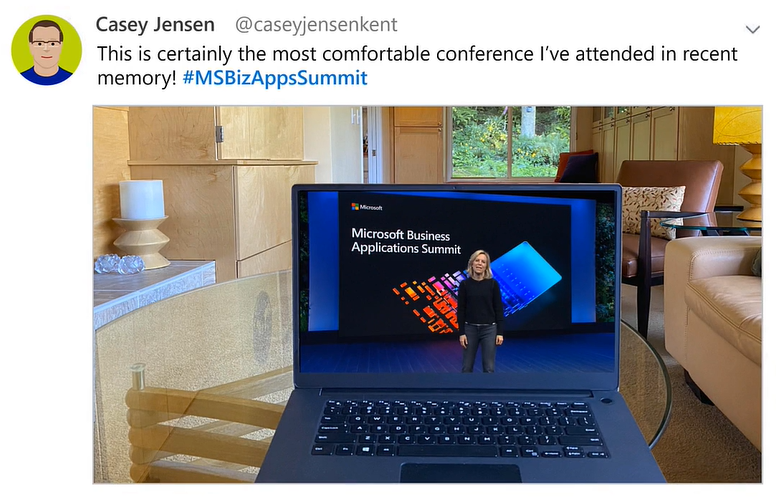 Casey Jensen @caseyjensenkent
This is certainly the most comfortable conference I’ve attended in recent
memory! #MSBizAppsSummit
Microsoft
Microsoft Business
Applications Summit